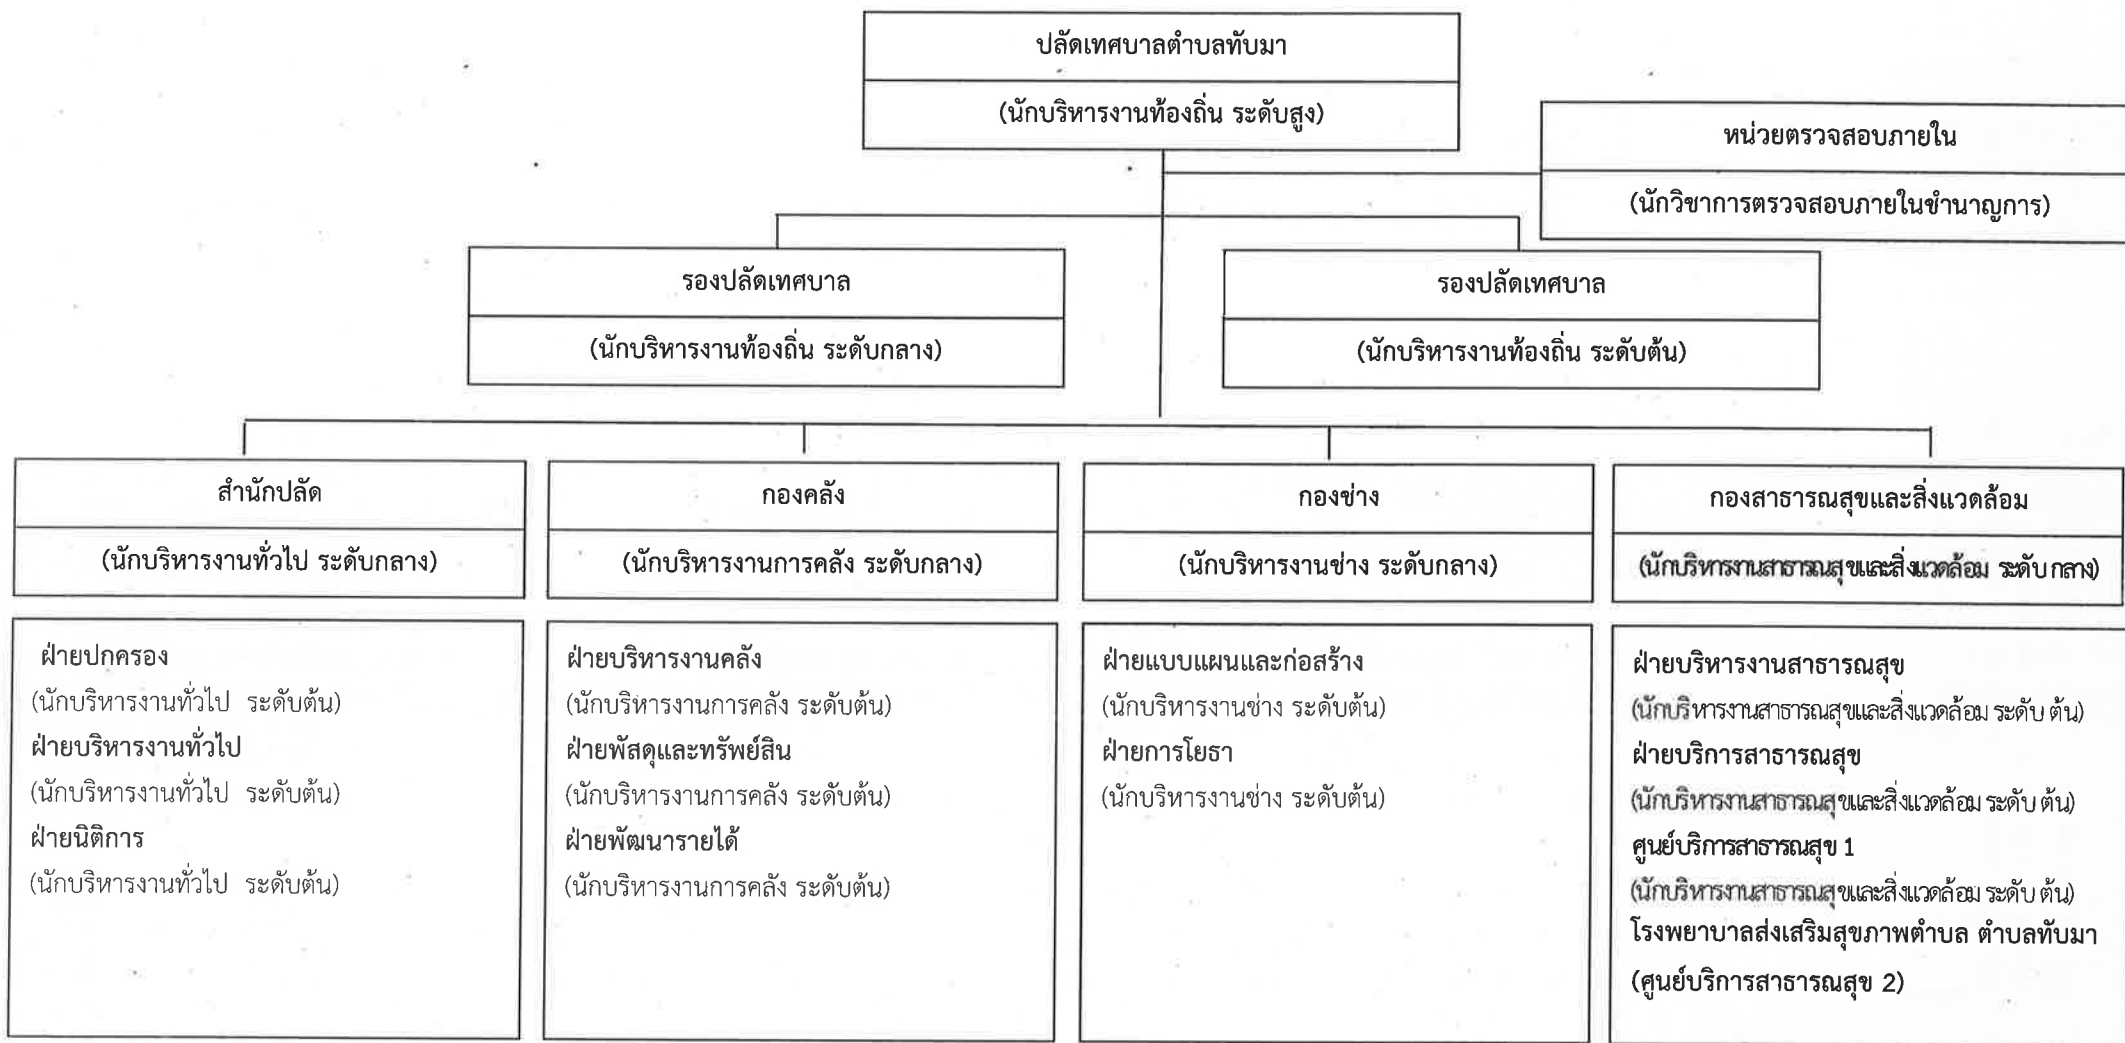 ปลัดเทศบาลตำบลทับมา
(นักบริหารงานท้องถิ่น ระดับสูง)
หน่วยตรวจสอบภายใน
(นักวิชาการตรวจสอบภายในชำนาญการ)
รองปลัดเทศบาล
(นักบริหารงานท้องถิ่น ระดับกลาง)
รองปลัดเทศบาล
(นักบริหารงานท้องถิ่น ระดับต้น)
สำนักปลัด
(นักบริหารงานทั่วไป ระดับกลาง)
ฝ่ายปกครอง
(นักบริหารงานทั่วไป ระดับต้น)
ฝ่ายบริหารงานทั่วไป
(นักบริหารงานทั่วไป ระดับต้น)
ฝ่ายนิติการ
(นักบริหารงานทั่วไป ระดับต้น)
กองคลัง
(นักบริหารงานการคลัง ระดับกลาง)
ฝ่ายบริหารงานคลัง
(นักบริหารงานการคลัง ระดับต้น)
ฝ่ายพัสดุและทรัพย์สิน
(นักบริหารงานการคลัง ระดับต้น)
ฝ่ายพัฒนารายได้
(นักบริหารงานการคลัง ระดับต้น)
กองช่าง
(นักบริหารงานช่าง ระดับกลาง)
ฝ่ายแบบแผนและก่อสร้าง
(นักบริหารงานช่าง ระดับต้น)
ฝ่ายการโยธา
(นักบริหารงานช่าง ระดับต้น)
กองสาธารณสุขและสิ่งแวดล้อม
(นักบริหารงานสาธารณสุขและสิ่งแวดล้อม ระดับ กลาง)
ฝ่ายบริหารงานสาธารณสุข
(นักบริหารงานสาธารณสุขและสิ่งแวดล้อม ระดับ ต้น)
ฝ่ายบริการสาธารณสุข
(นักบริหารงานสาธารณสุขและสิ่งแวดล้อม ระดับ ต้น)
ศูนย์บริการสาธารณสุข 1
(นักบริหารงานสาธารณสุขและสิ่งแวดล้อม ระดับ ต้น)
โรงพยาบาลส่งเสริมสุขภาพตำบล ตำบลทับมา
(ศูนย์บริการสาธารณสุข 2)